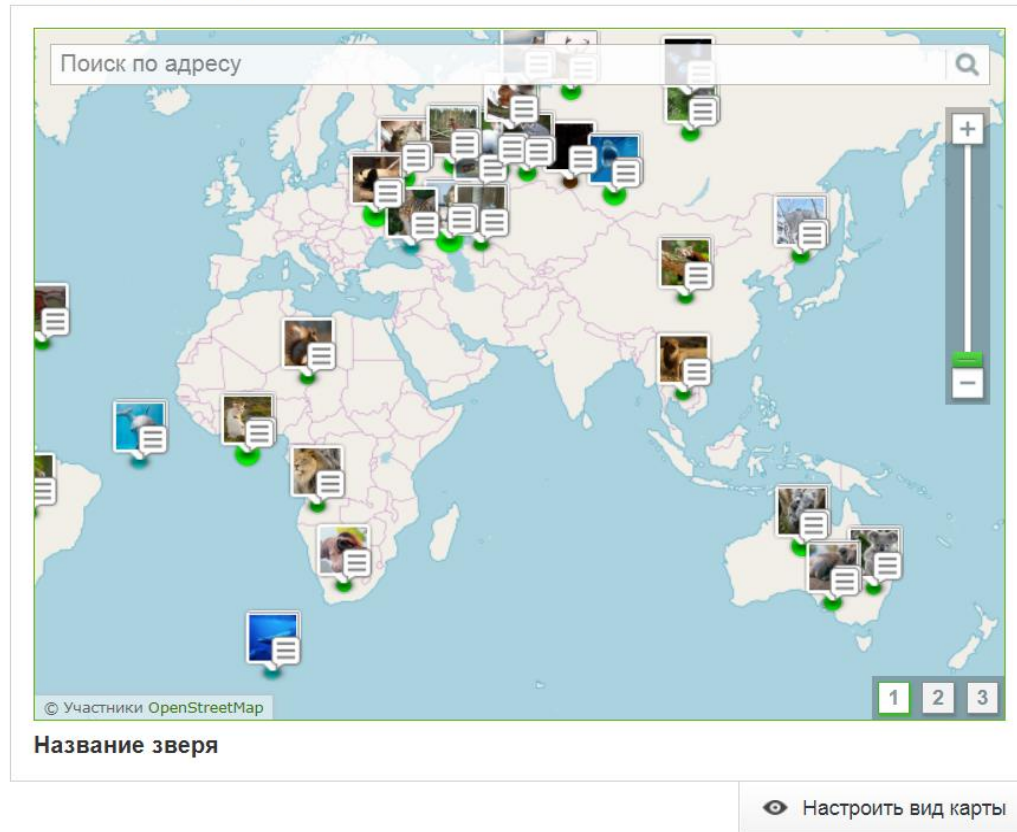 Поиск по адресу
+
−
1 2 3
© Участники OpenStreetMap
Название зверя
Настроить вид карты